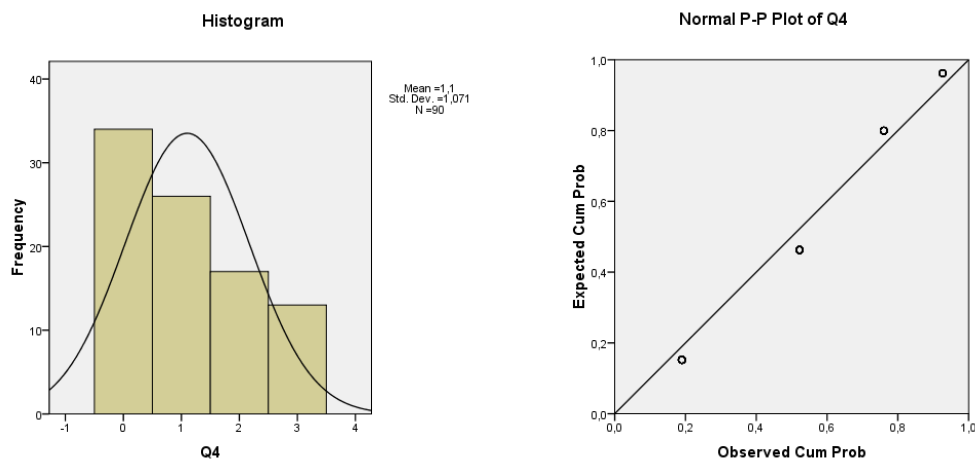 Histogram
Normal P-P Plot of Q4
Mean =1,1
Std. Dev. =1,071
N =90
Frequency
40
30
20
10
0
-1 0 1 2 3 4
Q4
Expected Cum Prob
1,0
0,8
0,6
0,4
0,2
0,0
0,0 0,2 0,4 0,6 0,8 1,0
Observed Cum Prob